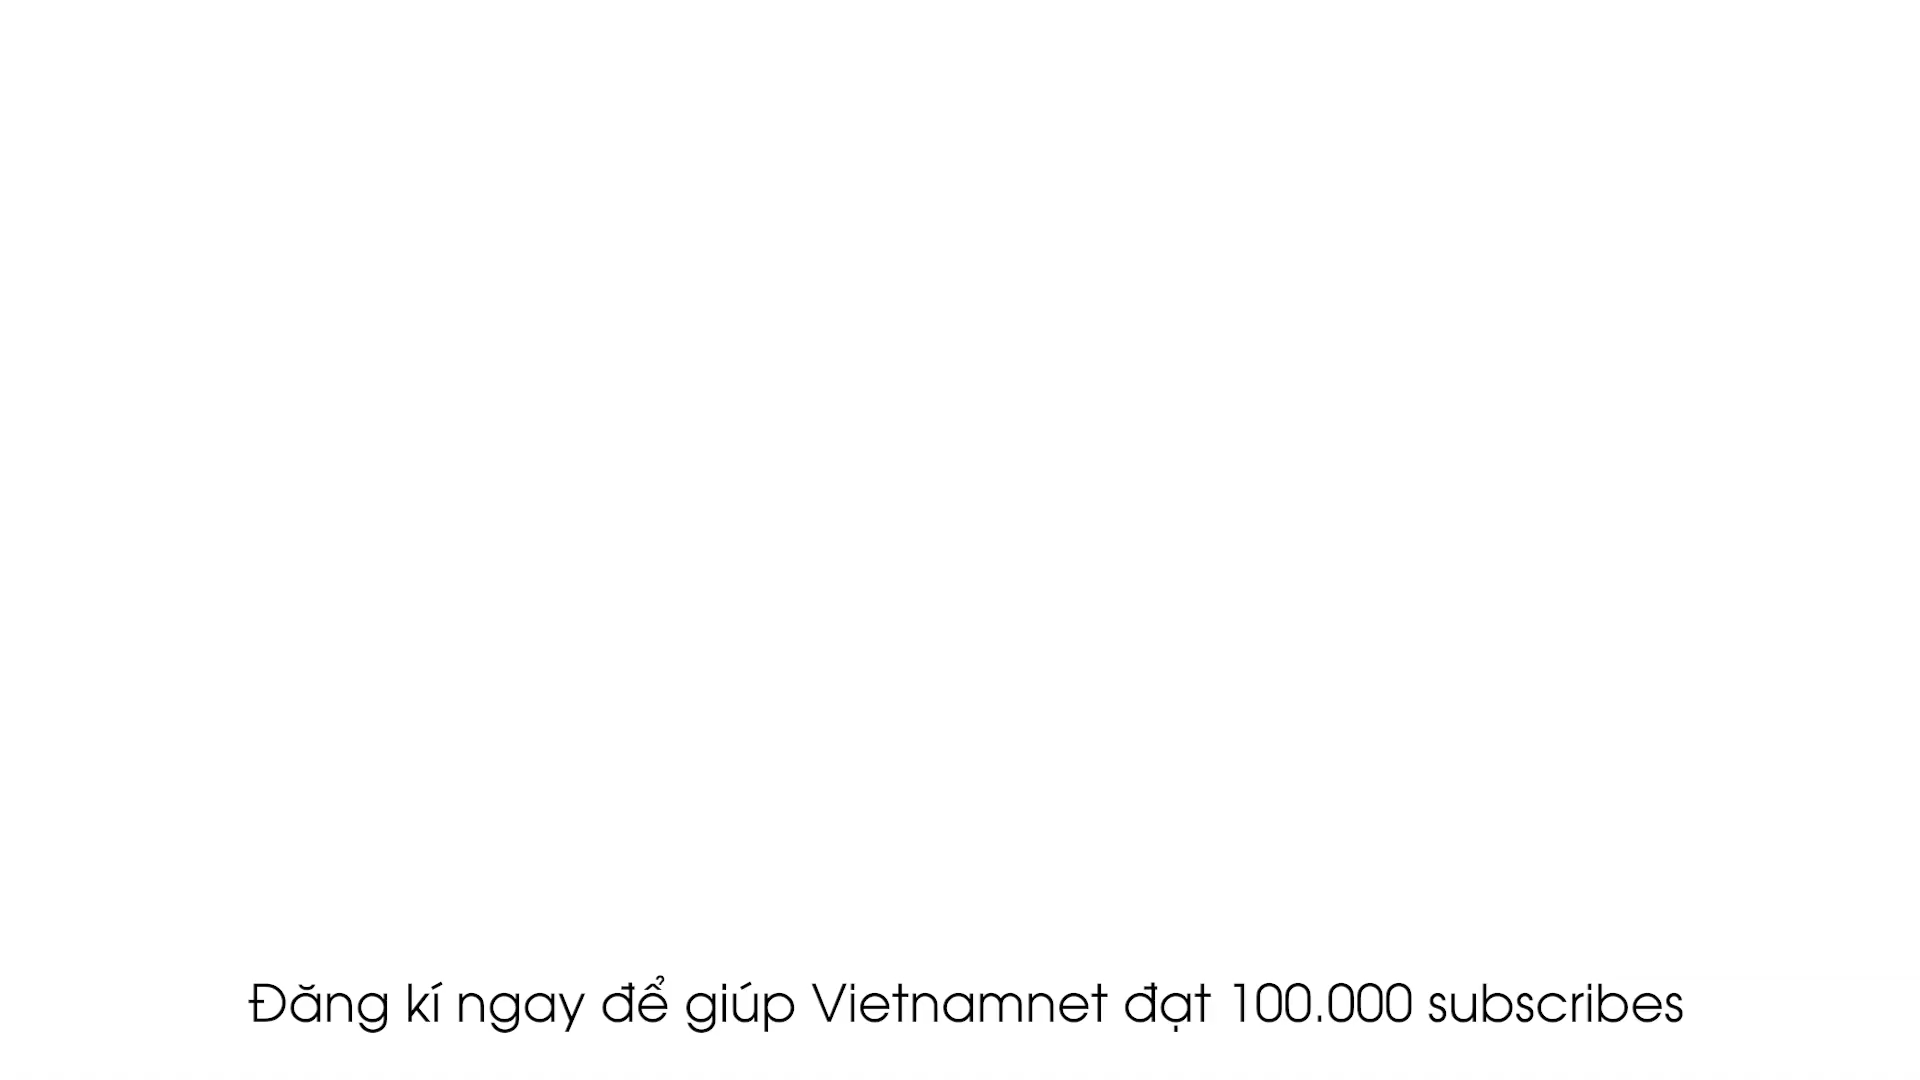 Đăng kí ngay để giúp Vietnamnet đạt 100.000 subscribes